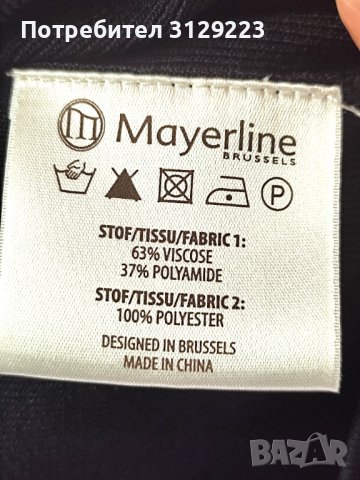 Потребител 3129223
Mayerline
BRUSSELS
P
STOF/TISSU/FABRIC 1:
63% VISCOSE
37% POLYAMIDE
STOF/TISSU/FABRIC 2:
100% POLYESTER
DESIGNED IN BRUSSELS
MADE IN CHINA
BAZAR